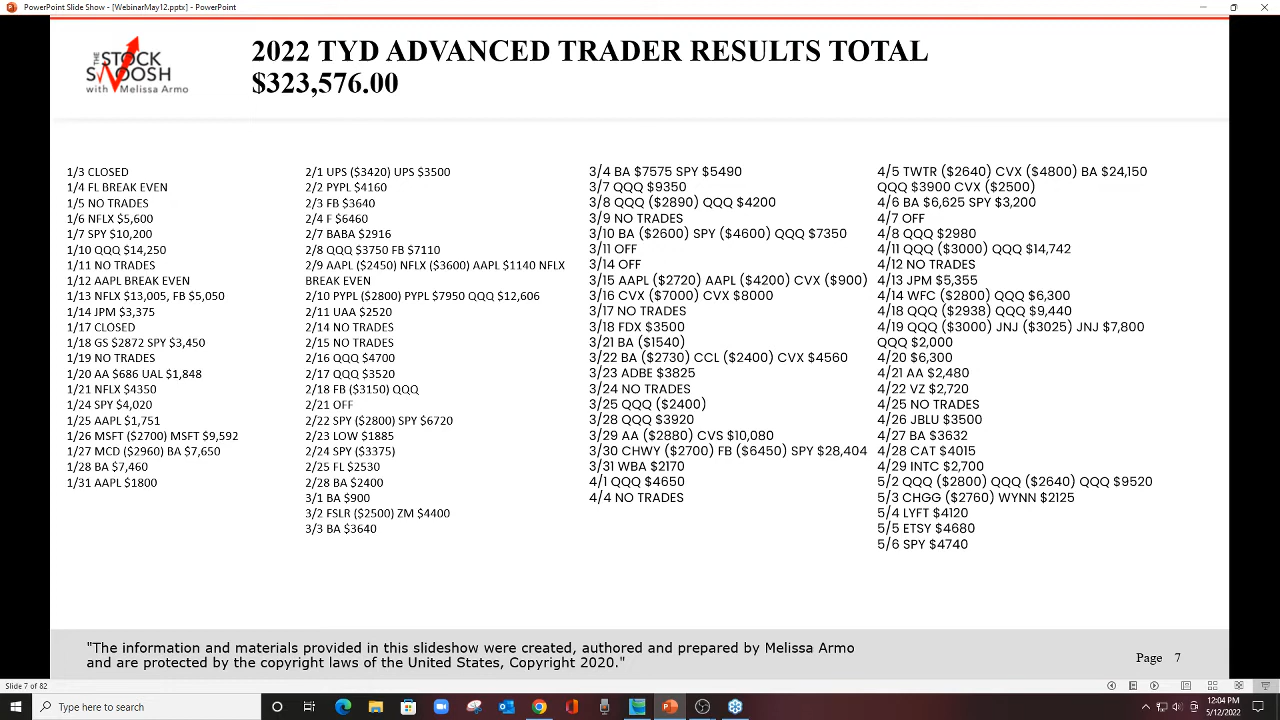 PowerPoint Slide Show - [WebinarMay12.pptx] - PowerPoint
THE
STOCK
SWOOSH
with Melissa Armo
2022 TYD ADVANCED TRADER RESULTS TOTAL
$323,576.00
1/3 CLOSED
1/4 FL BREAK EVEN
1/5 NO TRADES
1/6 NFLX $5,600
1/7 SPY $10,200
1/10 QQQ $14,250
1/11 NO TRADES
1/12 AAPL BREAK EVEN
1/13 NFLX $13,005, FB $5,050
1/14 JPM $3,375
1/17 CLOSED
1/18 GS $2872 SPY $3,450
1/19 NO TRADES
1/20 AA $686 UAL $1,848
1/21 NFLX $4350
1/24 SPY $4,020
1/25 AAPL $1,751
1/26 MSFT ($2700) MSFT $9,592
1/27 MCD ($2960) BA $7,650
1/28 BA $7,460
1/31 AAPL $1800
2/1 UPS ($3420) UPS $3500
2/2 PYPL $4160
2/3 FB $3640
2/4 F $6460
2/7 BABA $2916
2/8 QQQ $3750 FB $7110
2/9 AAPL ($2450) NFLX ($3600) AAPL $1140 NFLX
BREAK EVEN
2/10 PYPL ($2800) PYPL $7950 QQQ $12,606
2/11 UAA $2520
2/14 NO TRADES
2/15 NO TRADES
2/16 QQQ $4700
2/17 QQQ $3520
2/18 FB ($3150) QQQ
2/21 OFF
2/22 SPY ($2800) SPY $6720
2/23 LOW $1885
2/24 SPY ($3375)
2/25 FL $2530
2/28 BA $2400
3/1 BA $900
3/2 FSLR ($2500) ZM $4400
3/3 BA $3640
3/4 BA $7575 SPY $5490
3/7 QQQ $9350
3/8 QQQ ($2890) QQQ $4200
3/9 NO TRADES
3/10 BA ($2600) SPY ($4600) QQQ $7350
3/11 OFF
3/14 OFF
3/15 AAPL ($2720) AAPL ($4200) CVX ($900)
3/16 CVX ($7000) CVX $8000
3/17 NO TRADES
3/18 FDX $3500
3/21 BA ($1540)
3/22 BA ($2730) CCL ($2400) CVX $4560
3/23 ADBE $3825
3/24 NO TRADES
3/25 QQQ ($2400)
3/28 QQQ $3920
3/29 AA ($2880) CVS $10,080
3/30 CHWY ($2700) FB ($6450) SPY $28,404
3/31 WBA $2170
4/1 QQQ $4650
4/4 NO TRADES
4/5 TWTR ($2640) CVX ($4800) BA $24,150
QQQ $3900 CVX ($2500)
4/6 BA $6,625 SPY $3,200
4/7 OFF
4/8 QQQ $2980
4/11 QQQ ($3000) QQQ $14,742
4/12 NO TRADES
4/13 JPM $5,355
4/14 WFC ($2800) QQQ $6,300
4/18 QQQ ($2938) QQQ $9,440
4/19 QQQ ($3000) JNJ ($3025) JNJ $7,800
QQQ $2,000
4/20 $6,300
4/21 AA $2,480
4/22 VZ $2,720
4/25 NO TRADES
4/26 JBLU $3500
4/27 BA $3632
4/28 CAT $4015
4/29 INTC $2,700
5/2 QQQ ($2800) QQQ ($2640) QQQ $9520
5/3 CHGG ($2760) WYNN $2125
5/4 LYFT $4120
5/5 ETSY $4680
5/6 SPY $4740
"The information and materials provided in this slideshow were created, authored and prepared by Melissa Armo
and are protected by the copyright laws of the United States, Copyright 2020."
Page 7
Slide 7 of 82
Type here to search
12:04 PM
5/12/2022